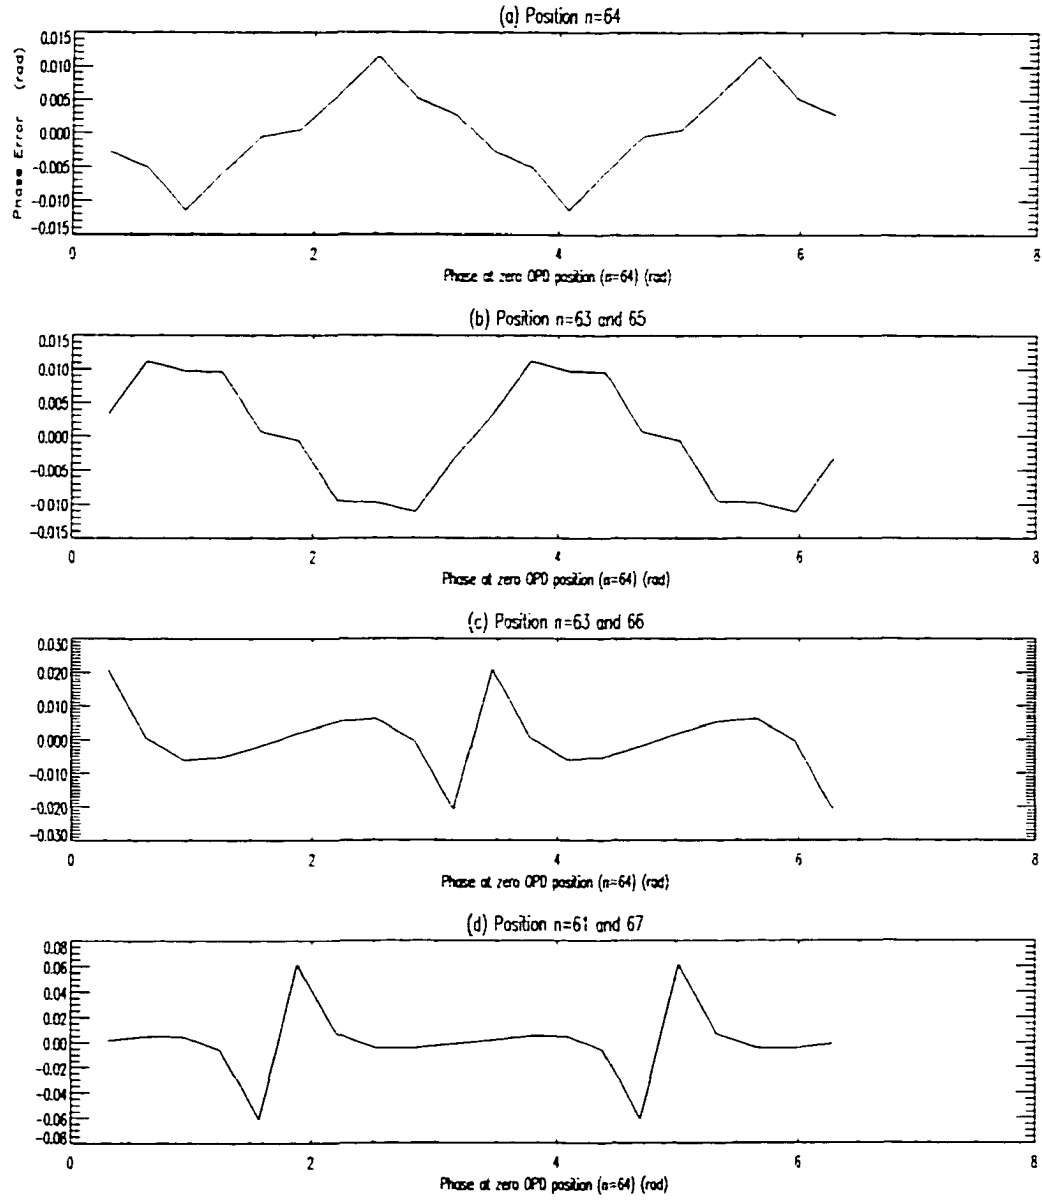 (a) Position n=64
Phase Error (rad)
0.015
0.010
0.005
0.000
-0.005
-0.010
-0.015
0 2 4 6 8
Phase at zero OPD position (n=64) (rad)
(b) Position n=63 and 65
0.015
0.010
0.005
0.000
-0.005
-0.010
-0.015
0 2 4 6 8
Phase at zero OPD position (n=64) (rad)
(c) Position n=63 and 66
0.030
0.020
0.010
0.000
-0.010
-0.020
-0.030
0 2 4 6 8
Phase at zero OPD position (n=64) (rad)
(d) Position n=61 and 67
0.08
0.06
0.04
0.02
0.00
-0.02
-0.04
-0.06
-0.08
0 2 4 6 8
Phase at zero OPD position (n=64) (rad)